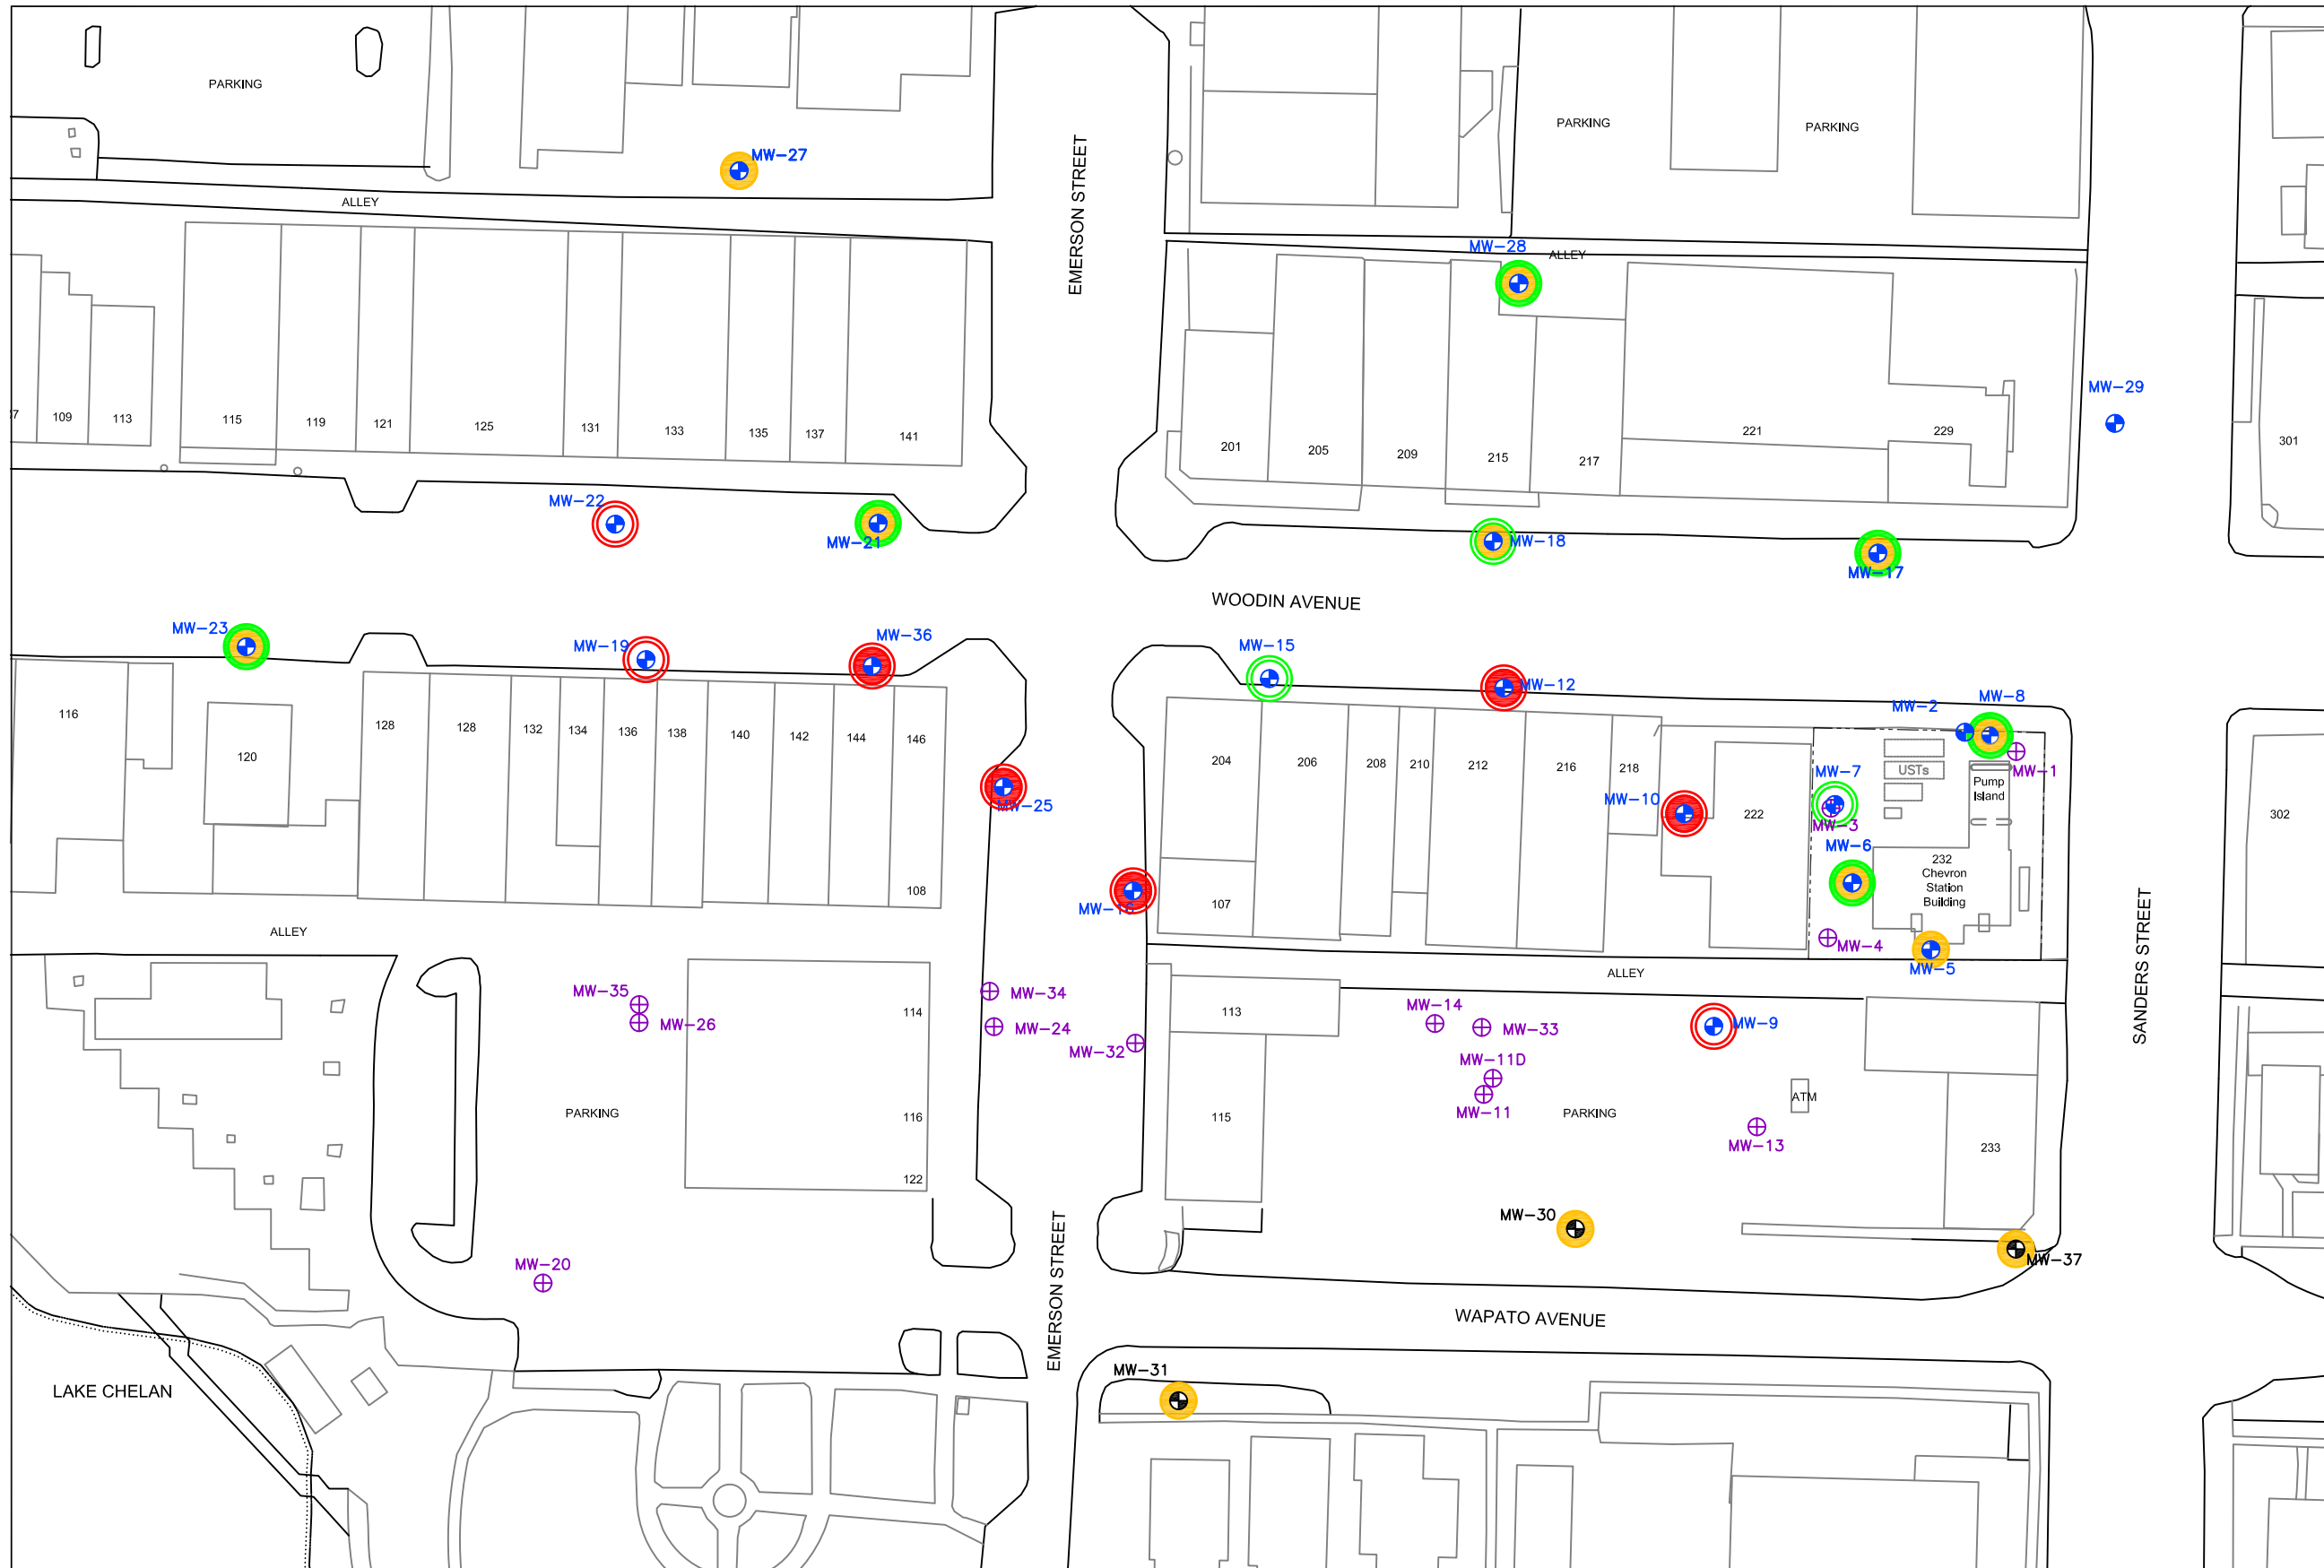 PARKING
MW-27
EMERSON STREET
PARKING
PARKING
ALLEY
MW-28
ALLEY
MW-29
7
109
113
115
119
121
125
131
133
135
137
141
201
205
209
215
217
221
229
301
MW-22
MW-21
MW-18
MW-17
WOODIN AVENUE
MW-23
MW-19
MW-36
MW-15
MW-12
MW-2
MW-8
116
120
128
128
132
134
136
138
140
142
144
146
108
204
206
208
210
212
216
218
222
MW-10
MW-7
MW-3
USTs
MW-1
Pump
Island
302
MW-25
MW-6
232
Chevron
Station
Building
MW-16
107
MW-4
MW-5
SANDERS STREET
ALLEY
ALLEY
MW-35
MW-26
MW-34
MW-24
MW-32
114
113
MW-14
MW-33
MW-9
MW-11D
MW-11
PARKING
116
115
PARKING
ATM
MW-13
233
122
MW-20
MW-30
MW-37
EMERSON STREET
WAPATO AVENUE
LAKE CHELAN
MW-31